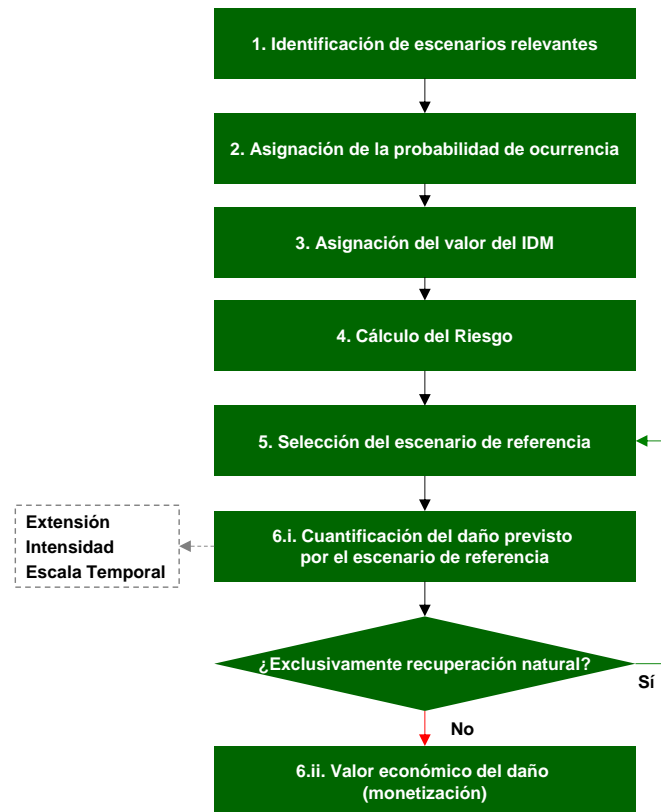 1. Identificación de escenarios relevantes
2. Asignación de la probabilidad de ocurrencia
3. Asignación del valor del IDM
4. Cálculo del Riesgo
5. Selección del escenario de referencia
Extensión
Intensidad
Escala Temporal
6.i. Cuantificación del daño previsto
por el escenario de referencia
¿Exclusivamente recuperación natural?
Sí
No
6.ii. Valor económico del daño
(monetización)